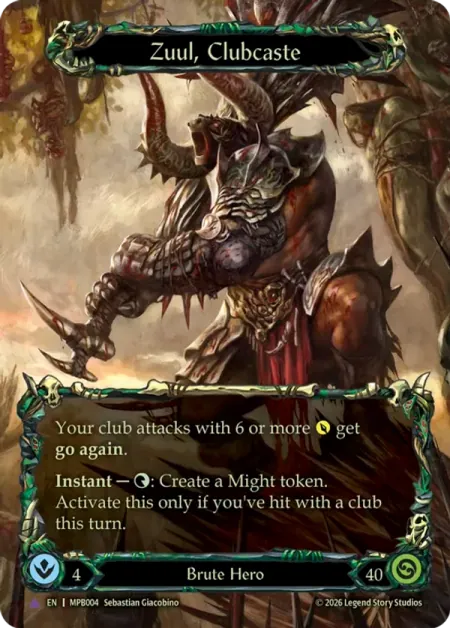 Zuul, Clubcaste
Your club attacks with 6 or more get
go again.
Instant — : Create a Might token.
Activate this only if you've hit with a club
this turn.
4
Brute Hero
40
EN | MPB004 Sebastian Giacobino
© 2026 Legend Story Studios